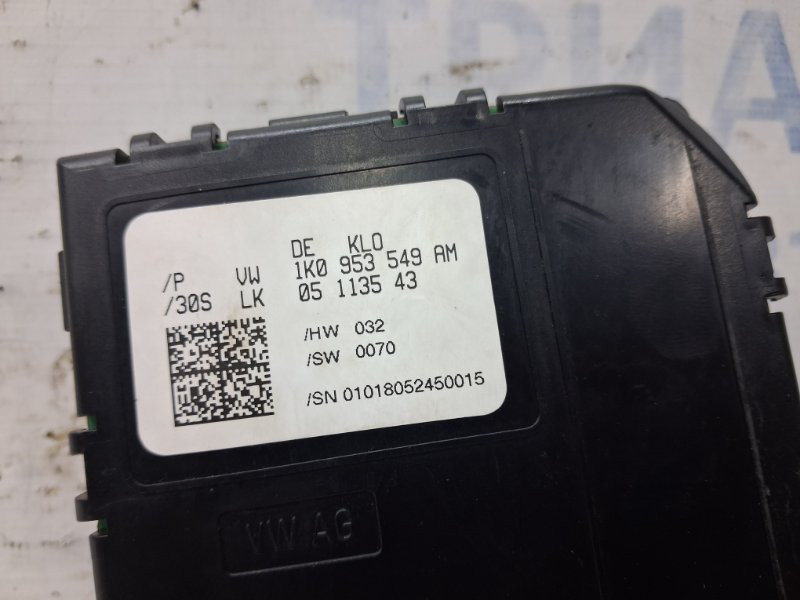 ТРИА
DE KLO
/P VW 1K0 953 549 AM
/30S LK 05 1135 43
/HW 032
/SW 0070
/SN 01018052450015
VW AG